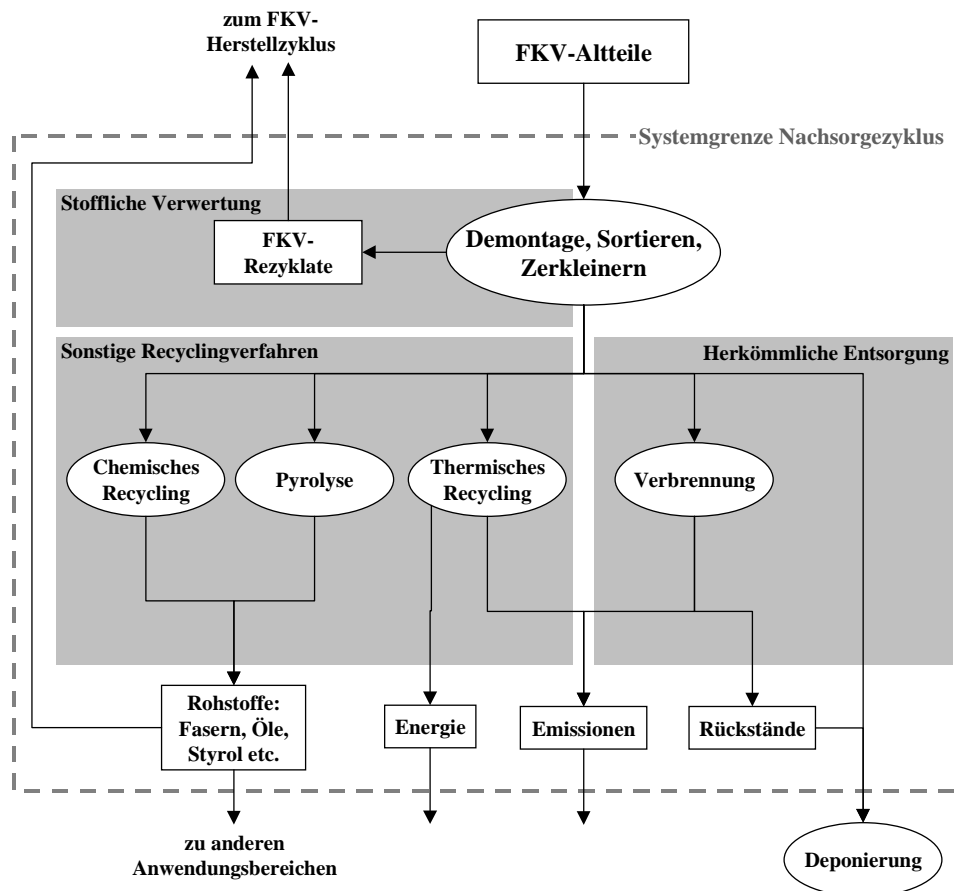 zum FKV-
Herstellzyklus
FKV-Altteile
Systemgrenze Nachsorgezyklus
Stoffliche Verwertung
FKV-
Rezyklate
Demontage, Sortieren,
Zerkleinern
Sonstige Recyclingverfahren
Herkömmliche Entsorgung
Chemisches
Recycling
Pyrolyse
Thermisches
Recycling
Verbrennung
Rohstoffe:
Fasern, Öle,
Styrol etc.
Energie
Emissionen
Rückstände
zu anderen
Anwendungsbereichen
Deponierung